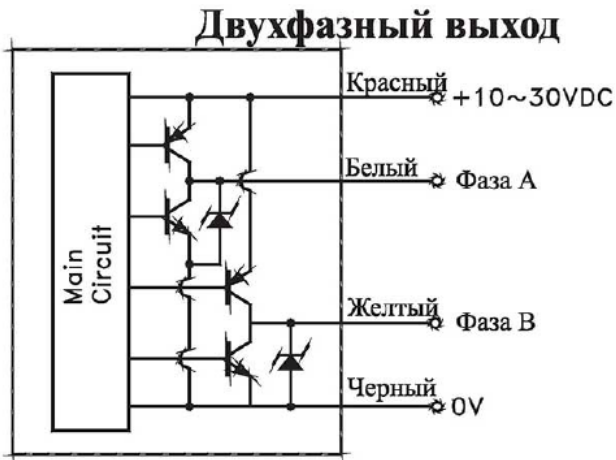 Двухфазный выход
Красный
+10~30VDC
Белый
Фаза А
Main
Circuit
Желтый
Фаза В
Черный
0V